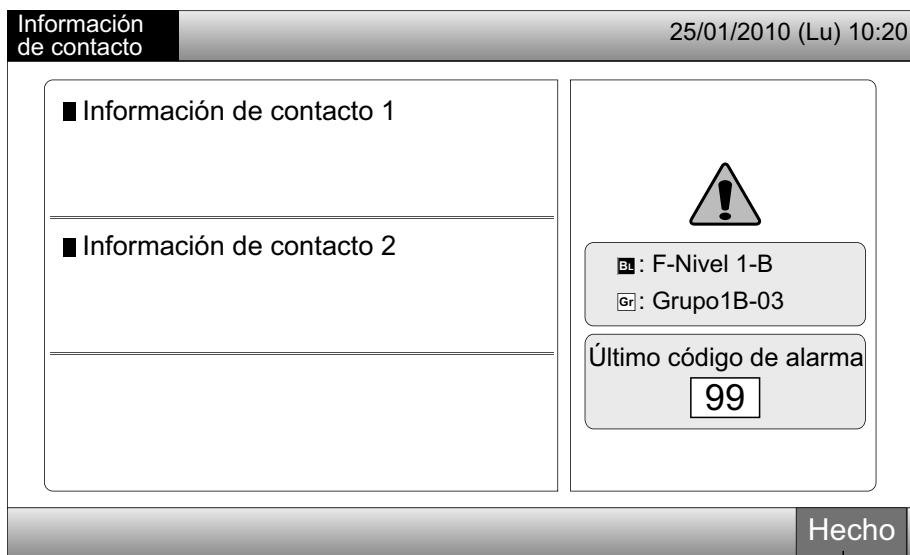 Información
de contacto
25/01/2010 (Lu) 10:20
Información de contacto 1
Información de contacto 2
BL : F-Nivel 1-B
Gr : Grupo1B-03
Último código de alarma
99
Hecho